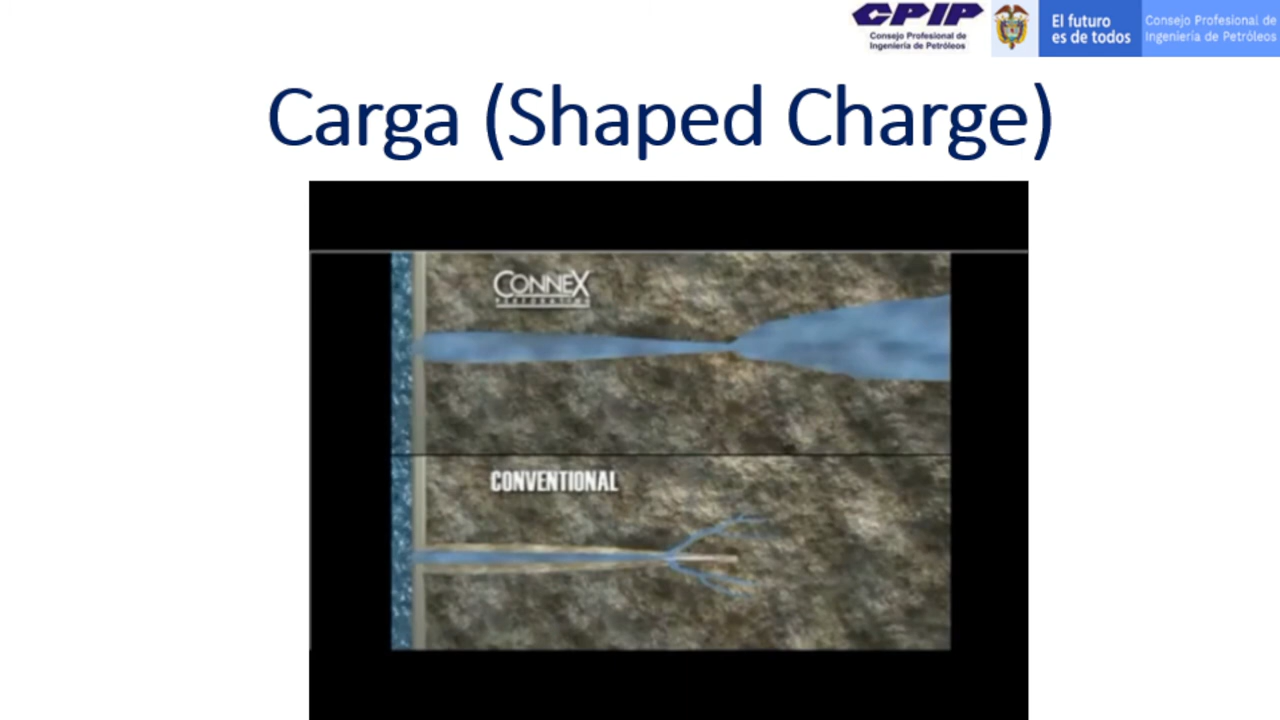 CPIP
Consejo Profesional de
Ingeniería de Petróleos
El futuro
es de todos
Consejo Profesional de
Ingeniería de Petróleos
Carga (Shaped Charge)
CONNEX
CONVENTIONAL